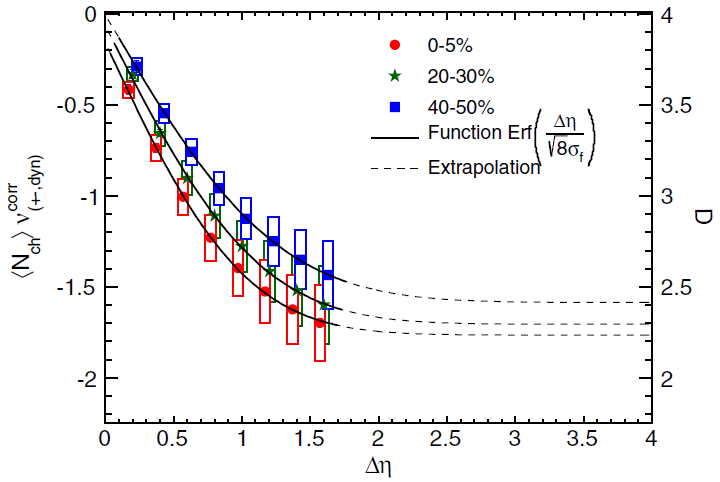 0
-0.5
-1
-1.5
-2
⟨N_ch⟩ ν^corr_(+-,dyn)
0-5%
20-30%
40-50%
Function Erf(Δη / √8σ_f)
Extrapolation
4
3.5
3
2.5
2
D
0 0.5 1 1.5 2 2.5 3 3.5 4
Δη